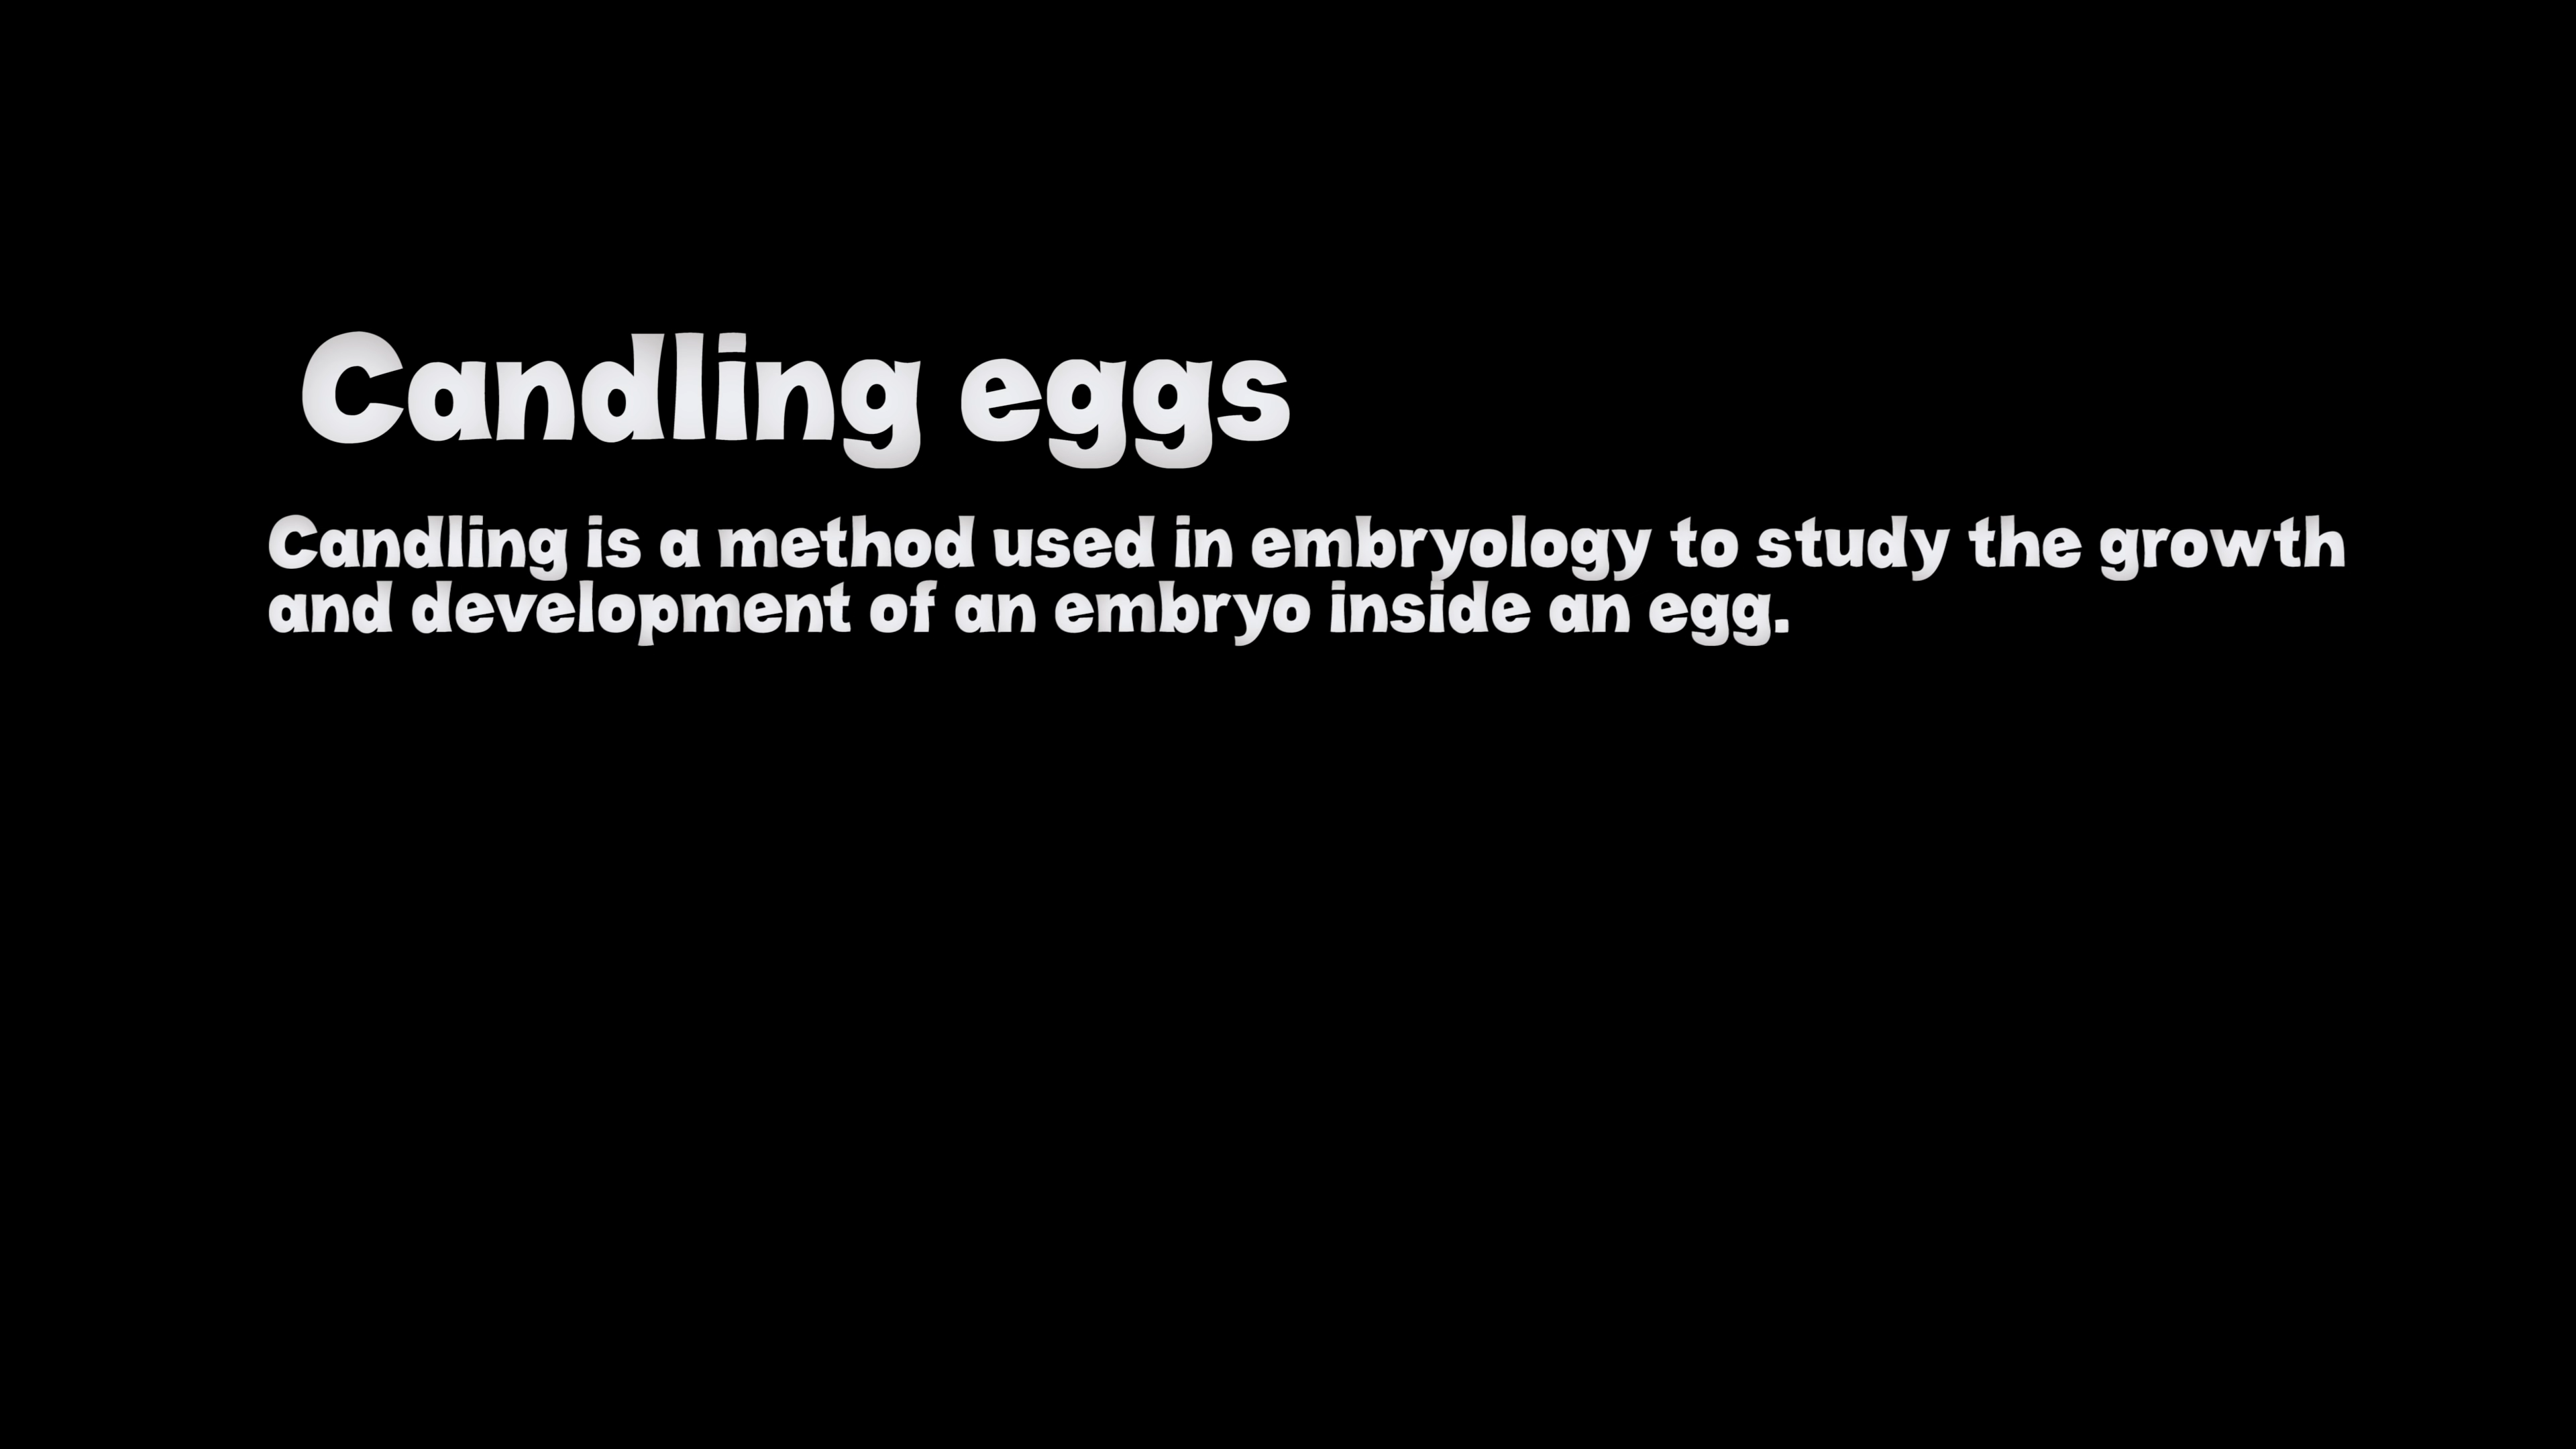 Candling eggs
Candling is a method used in embryology to study the growth
and development of an embryo inside an egg.